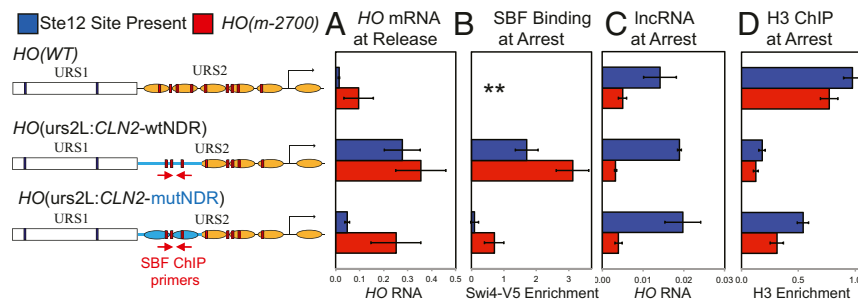 Ste12 Site Present
HO(m-2700)
A HO mRNA at Release
B SBF Binding at Arrest
C lncRNA at Arrest
D H3 ChIP at Arrest
HO(WT)
URS1
URS2
**
HO(urs2L:CLN2-wtNDR)
URS1
URS2
HO(urs2L:CLN2-mutNDR)
URS1
URS2
SBF ChIP
primers
0.0 0.1 0.2 0.3 0.4 0.5
HO RNA
0 1 2 3
Swi4-V5 Enrichment
0.00 0.01 0.02 0.03
HO RNA
0.0 0.5 1.0
H3 Enrichment